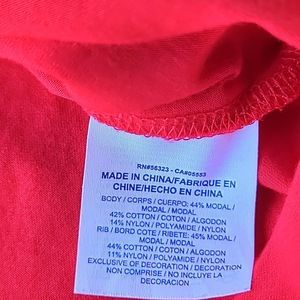 RN#56323 - CA#05553
MADE IN CHINA/FABRIQUE EN
CHINE/HECHO EN CHINA
BODY / CORPS / CUERPO: 44% MODAL /
MODAL / MODAL
42% COTTON / COTON / ALGODON
14% NYLON / POLYAMIDE / NYLON
RIB / BORD COTE / RIBETE: 45% MODAL /
MODAL / MODAL
44% COTTON / COTON / ALGODON
11% NYLON / POLYAMIDE / NYLON
EXCLUSIVE OF DECORATION / DECORATION
NON COMPRISE / NO INCLUYE LA
DECORACION